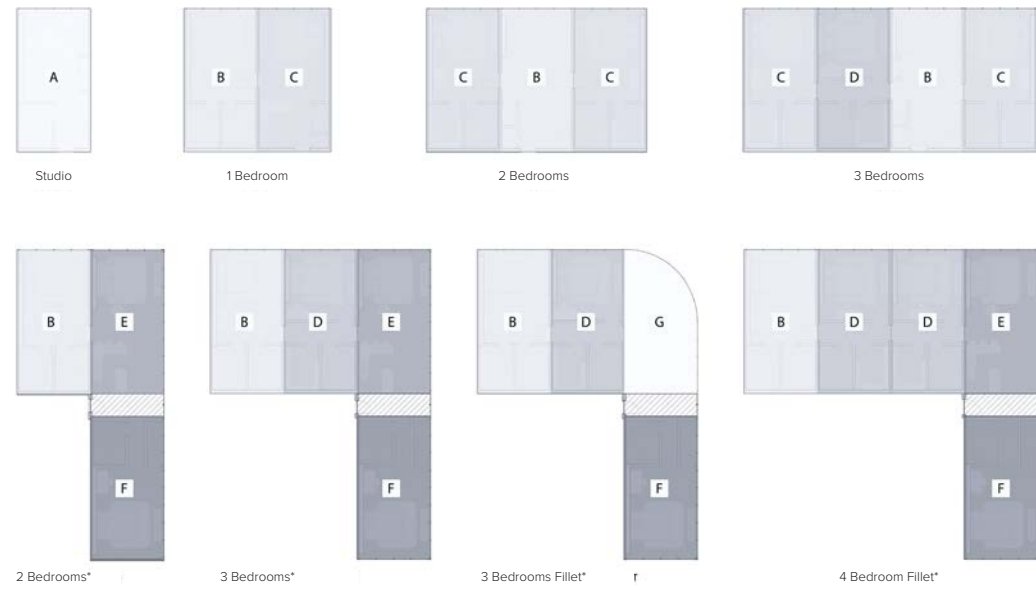 A
B C
C B C
C D B C
Studio
1 Bedroom
2 Bedrooms
3 Bedrooms
B E
B D E
B D G
B D D E
F
F
F
F
2 Bedrooms*
3 Bedrooms*
3 Bedrooms Fillet*
r
4 Bedroom Fillet*